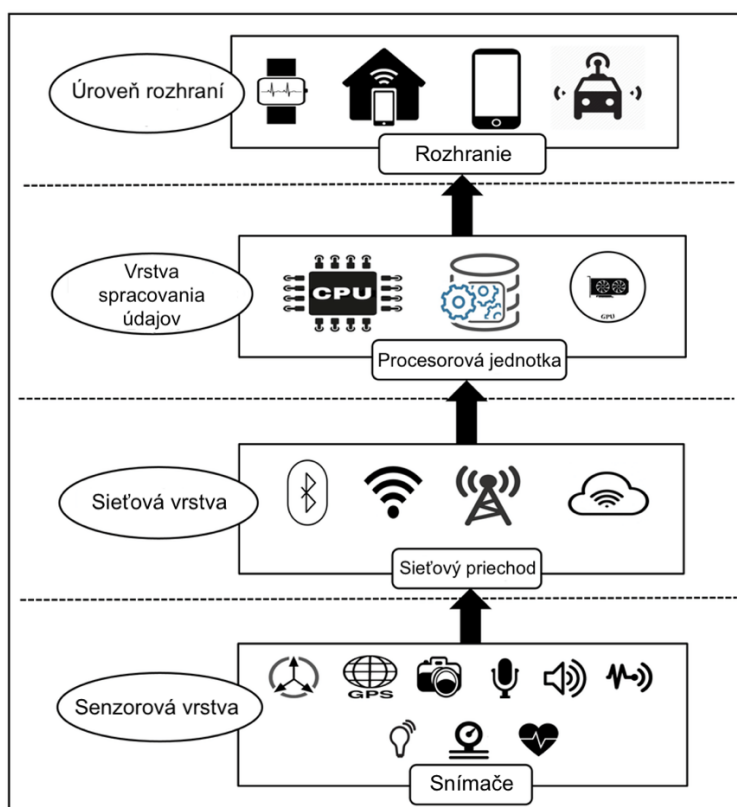 Úroveň rozhraní
Rozhranie
Vrstva
spracovania
údajov
CPU
GPU
Procesorová jednotka
Sieťová vrstva
Sieťový priechod
GPS
Senzorová vrstva
Snímače